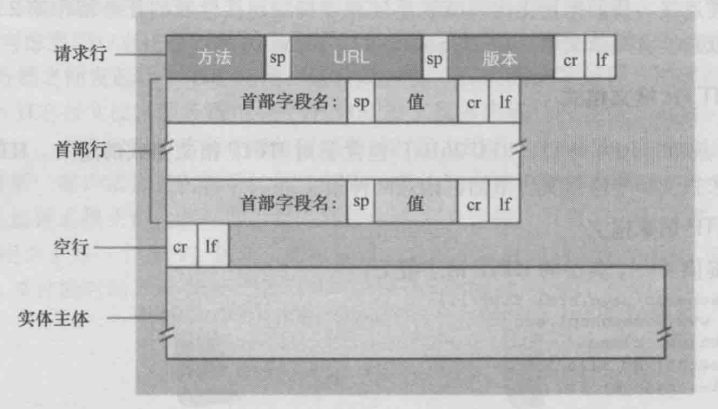 请求行 方法 sp URL sp 版本 cr lf
首部字段名: sp 值 cr lf
首部行
首部字段名: sp 值 cr lf
空行 cr lf
实体主体